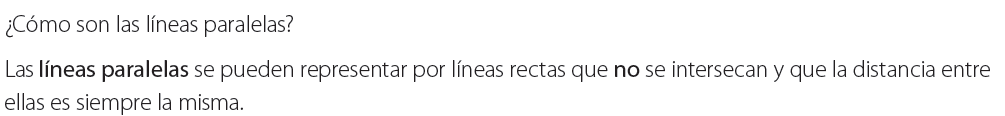 ¿Cómo son las líneas paralelas?
Las líneas paralelas se pueden representar por líneas rectas que no se intersecan y que la distancia entre
ellas es siempre la misma.